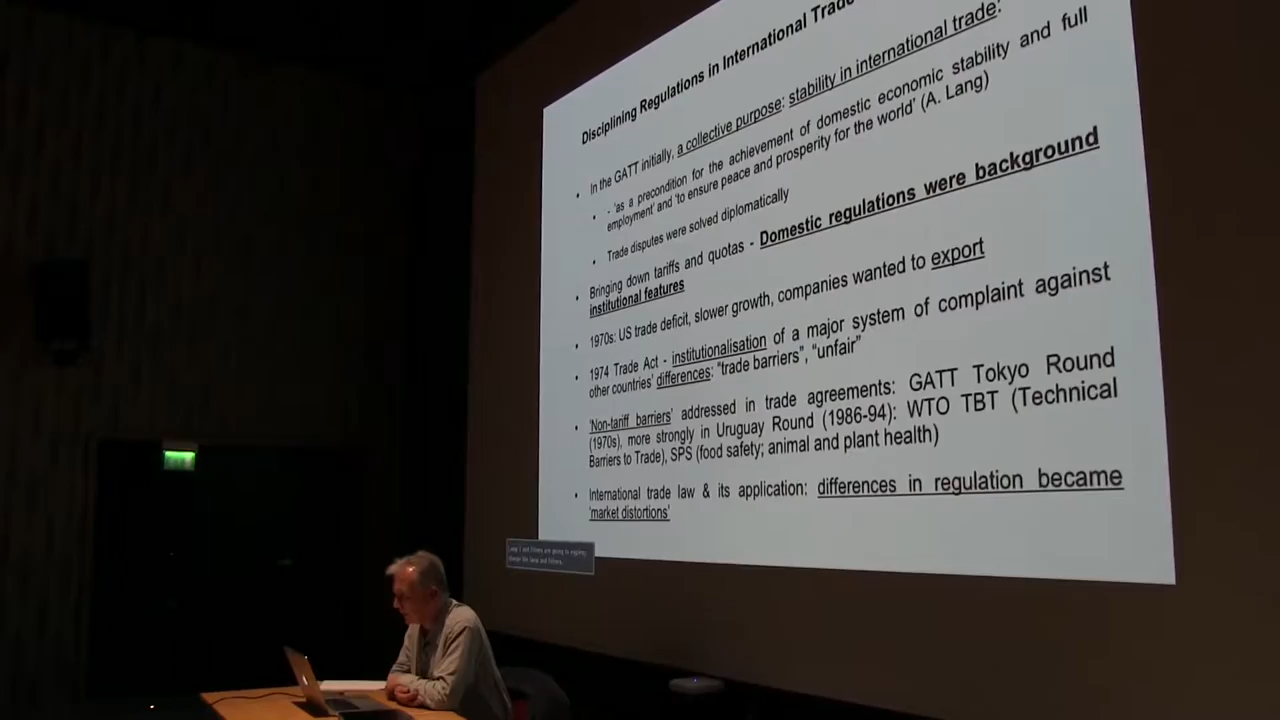 Disciplining Regulations in International Trade
• In the GATT initially, a collective purpose: stability in international trade:
• - 'as a precondition for the achievement of domestic economic stability and full
employment' and 'to ensure peace and prosperity for the world' (A. Lang)
• Trade disputes were solved diplomatically
• Bringing down tariffs and quotas - Domestic regulations were background
institutional features
• 1970s: US trade deficit, slower growth, companies wanted to export
• 1974 Trade Act - institutionalisation of a major system of complaint against
other countries' differences: "trade barriers", "unfair"
• 'Non-tariff barriers' addressed in trade agreements: GATT Tokyo Round
(1970s), more strongly in Uruguay Round (1986-94): WTO TBT (Technical
Barriers to Trade), SPS (food safety; animal and plant health)
• International trade law & its application: differences in regulation became
'market distortions'